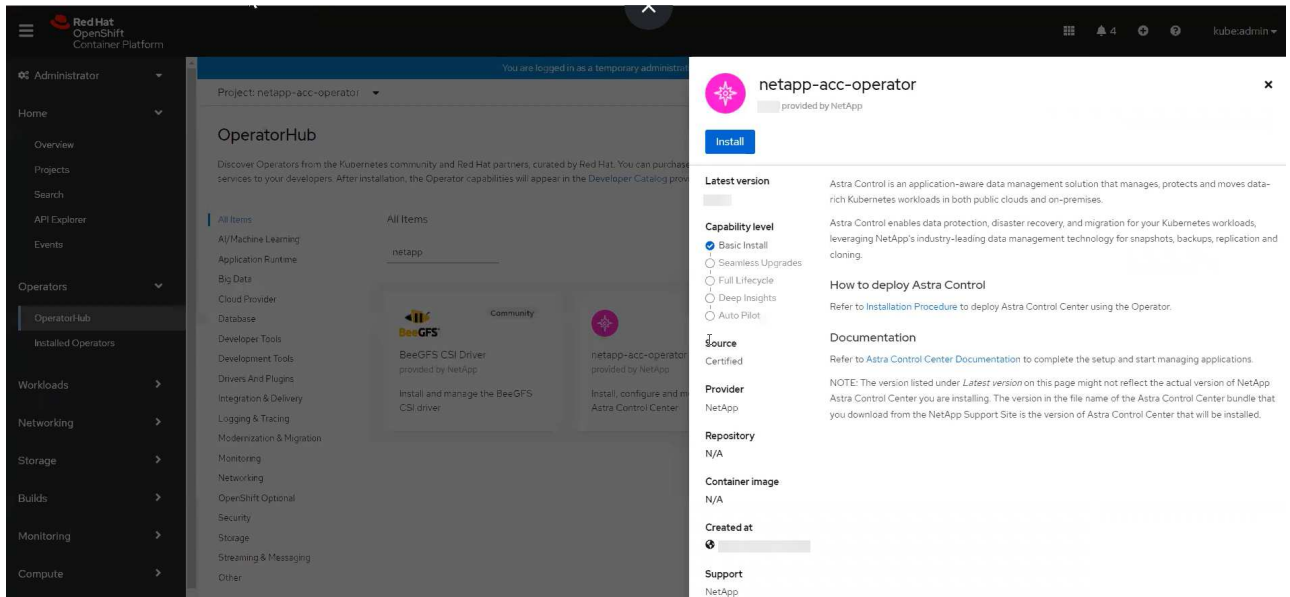 Red Hat
OpenShift
Container Platform
4
kube:admin
Administrator
Home
Overview
Projects
Search
API Explorer
Events
Operators
OperatorHub
Installed Operators
Workloads
Networking
Storage
Builds
Monitoring
Compute
You are logged in as a temporary administrat
Project: netapp-acc-operator
OperatorHub
Discover Operators from the Kubernetes community and Red Hat partners, curated by Red Hat. You can purchase
services to your developers. After installation, the Operator capabilities will appear in the Developer Catalog prov
All Items
AI/Machine Learning
Application Runtime
Big Data
Cloud Provider
Database
Developer Tools
Development Tools
Drivers And Plugins
Integration & Delivery
Logging & Tracing
Modernization & Migration
Monitoring
Networking
OpenShift Optional
Security
Storage
Streaming & Messaging
Other
All Items
netapp
Community
BeeGFS
BeeGFS CSI Driver
provided by NetApp
Install and manage the BeeGFS
CSI driver
netapp-acc-operator
provided by NetApp
Install, configure and m
Astra Control Center
netapp-acc-operator
provided by NetApp
Install
Latest version
Capability level
Basic Install
Seamless Upgrades
Full Lifecycle
Deep Insights
Auto Pilot
Source
Certified
Provider
NetApp
Repository
N/A
Container image
N/A
Created at
Support
NetApp
Astra Control is an application-aware data management solution that manages, protects and moves data-
rich Kubernetes workloads in both public clouds and on-premises.
Astra Control enables data protection, disaster recovery, and migration for your Kubernetes workloads,
leveraging NetApp's industry-leading data management technology for snapshots, backups, replication and
cloning.
How to deploy Astra Control
Refer to Installation Procedure to deploy Astra Control Center using the Operator.
Documentation
Refer to Astra Control Center Documentation to complete the setup and start managing applications.
NOTE: The version listed under Latest version on this page might not reflect the actual version of NetApp
Astra Control Center you are installing. The version in the file name of the Astra Control Center bundle that
you download from the NetApp Support Site is the version of Astra Control Center that will be installed.